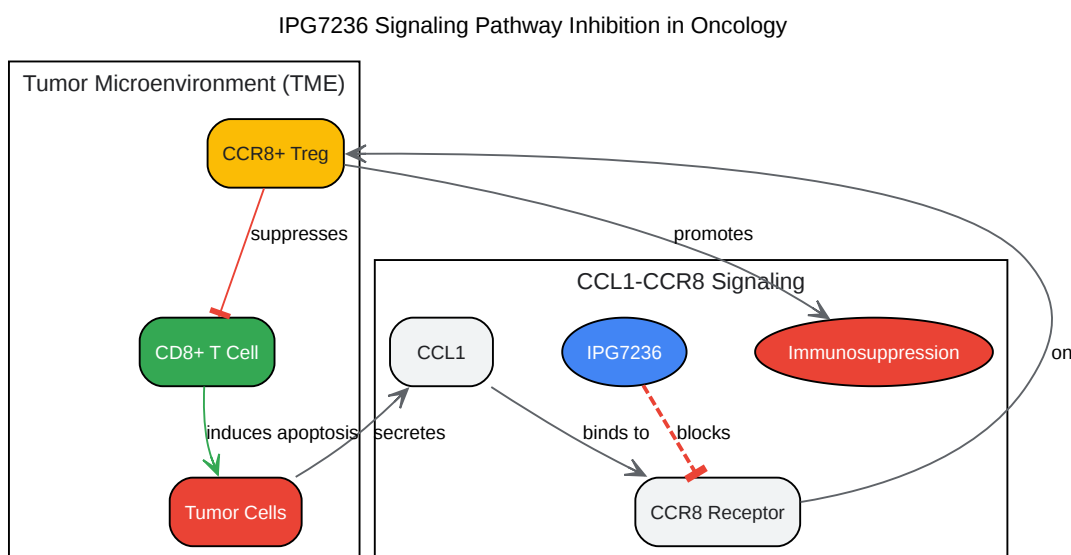 IPG7236 Signaling Pathway Inhibition in Oncology
Tumor Microenvironment (TME)
CCR8+ Treg
suppresses
promotes
CCL1-CCR8 Signaling
CD8+ T Cell
CCL1
IPG7236
Immunosuppression
on
induces apoptosis
secretes
binds to
blocks
Tumor Cells
CCR8 Receptor